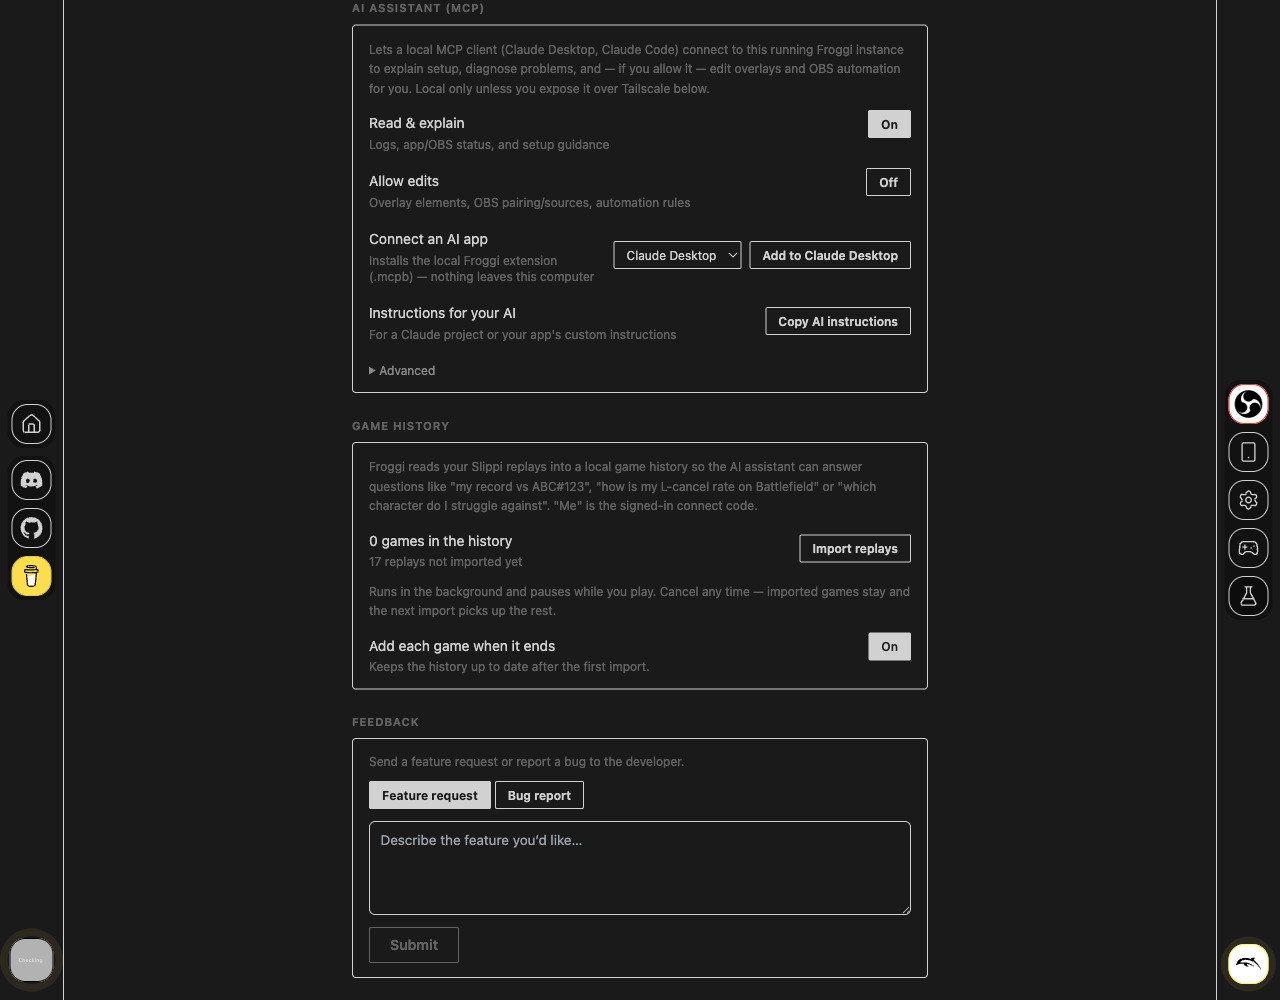 AI ASSISTANT (MCP)
Lets a local MCP client (Claude Desktop, Claude Code) connect to this running Froggi instance
to explain setup, diagnose problems, and — if you allow it — edit overlays and OBS automation
for you. Local only unless you expose it over Tailscale below.
Read & explain
On
Logs, app/OBS status, and setup guidance
Allow edits
Off
Overlay elements, OBS pairing/sources, automation rules
Connect an AI app
Installs the local Froggi extension
(.mcpb) — nothing leaves this computer
Claude Desktop
Add to Claude Desktop
Instructions for your AI
For a Claude project or your app's custom instructions
Copy AI instructions
Advanced
GAME HISTORY
Froggi reads your Slippi replays into a local game history so the AI assistant can answer
questions like "my record vs ABC#123", "how is my L-cancel rate on Battlefield" or "which
character do I struggle against". "Me" is the signed-in connect code.
0 games in the history
17 replays not imported yet
Import replays
Runs in the background and pauses while you play. Cancel any time — imported games stay and
the next import picks up the rest.
Add each game when it ends
On
Keeps the history up to date after the first import.
FEEDBACK
Send a feature request or report a bug to the developer.
Feature request
Bug report
Describe the feature you’d like…
Submit
Checking